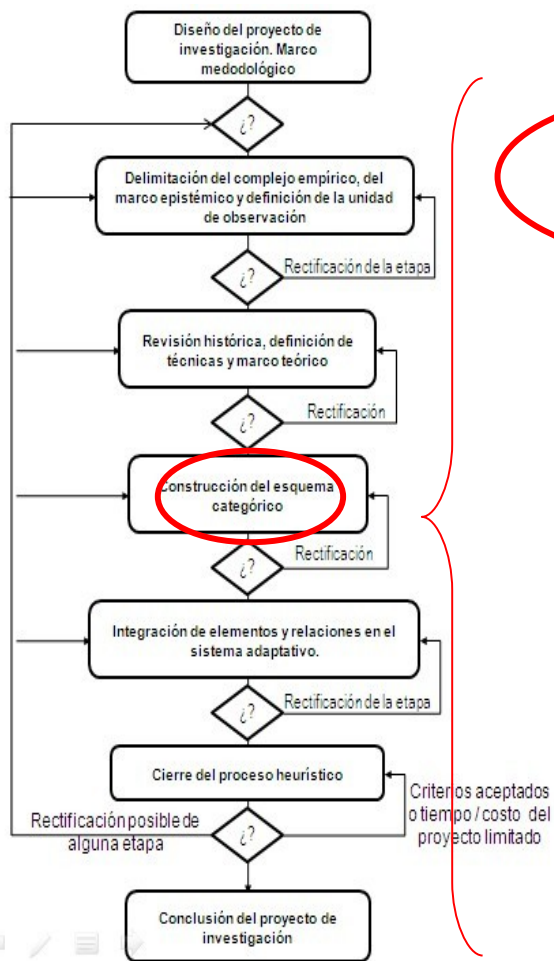 Diseño del proyecto de
investigación. Marco
medodológico
¿?
Delimitación del complejo empírico, del
marco epistémico y definición de la unidad
de observación
¿?
Rectificación de la etapa
Revisión histórica, definición de
técnicas y marco teórico
¿?
Rectificación
Construcción del esquema
categórico
¿?
Rectificación
Integración de elementos y relaciones en el
sistema adaptativo.
¿?
Rectificación de la etapa
Cierre del proceso heurístico
Rectificación posible de
alguna etapa
¿?
Criterios aceptados
o tiempo / costo del
proyecto limitado
Conclusión del proyecto de
investigación